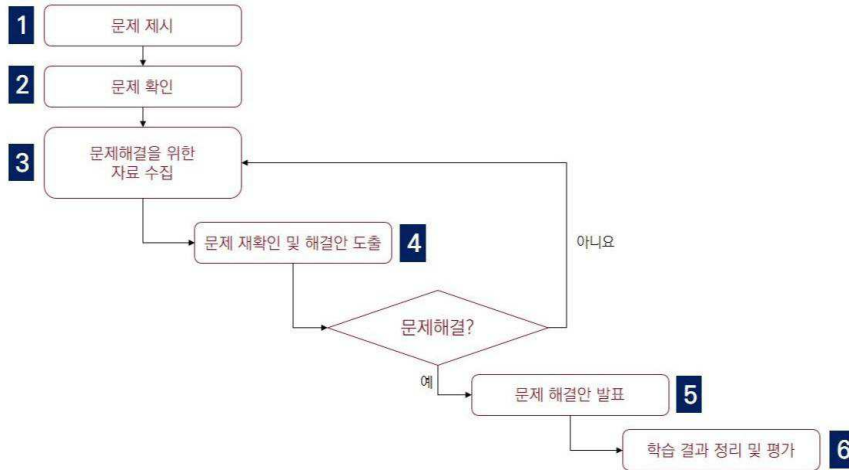 1
문제 제시
2
문제 확인
3
문제해결을 위한
자료 수집
문제 재확인 및 해결안 도출
4
아니요
문제해결?
예
문제 해결안 발표
5
학습 결과 정리 및 평가
6